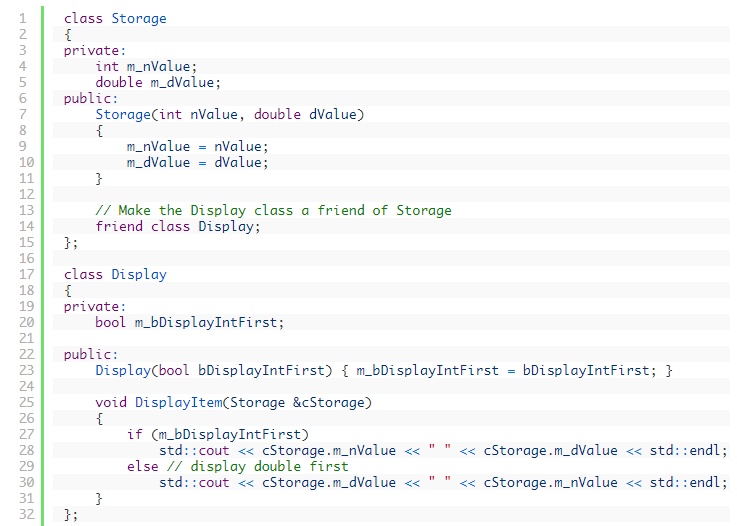 1 class Storage
2 {
3 private:
4     int m_nValue;
5     double m_dValue;
6 public:
7     Storage(int nValue, double dValue)
8     {
9         m_nValue = nValue;
10         m_dValue = dValue;
11     }
12
13     // Make the Display class a friend of Storage
14     friend class Display;
15 };
16
17 class Display
18 {
19 private:
20     bool m_bDisplayIntFirst;
21
22 public:
23     Display(bool bDisplayIntFirst) { m_bDisplayIntFirst = bDisplayIntFirst; }
24
25     void DisplayItem(Storage &cStorage)
26     {
27         if (m_bDisplayIntFirst)
28             std::cout << cStorage.m_nValue << " " << cStorage.m_dValue << std::endl;
29         else // display double first
30             std::cout << cStorage.m_dValue << " " << cStorage.m_nValue << std::endl;
31     }
32 };